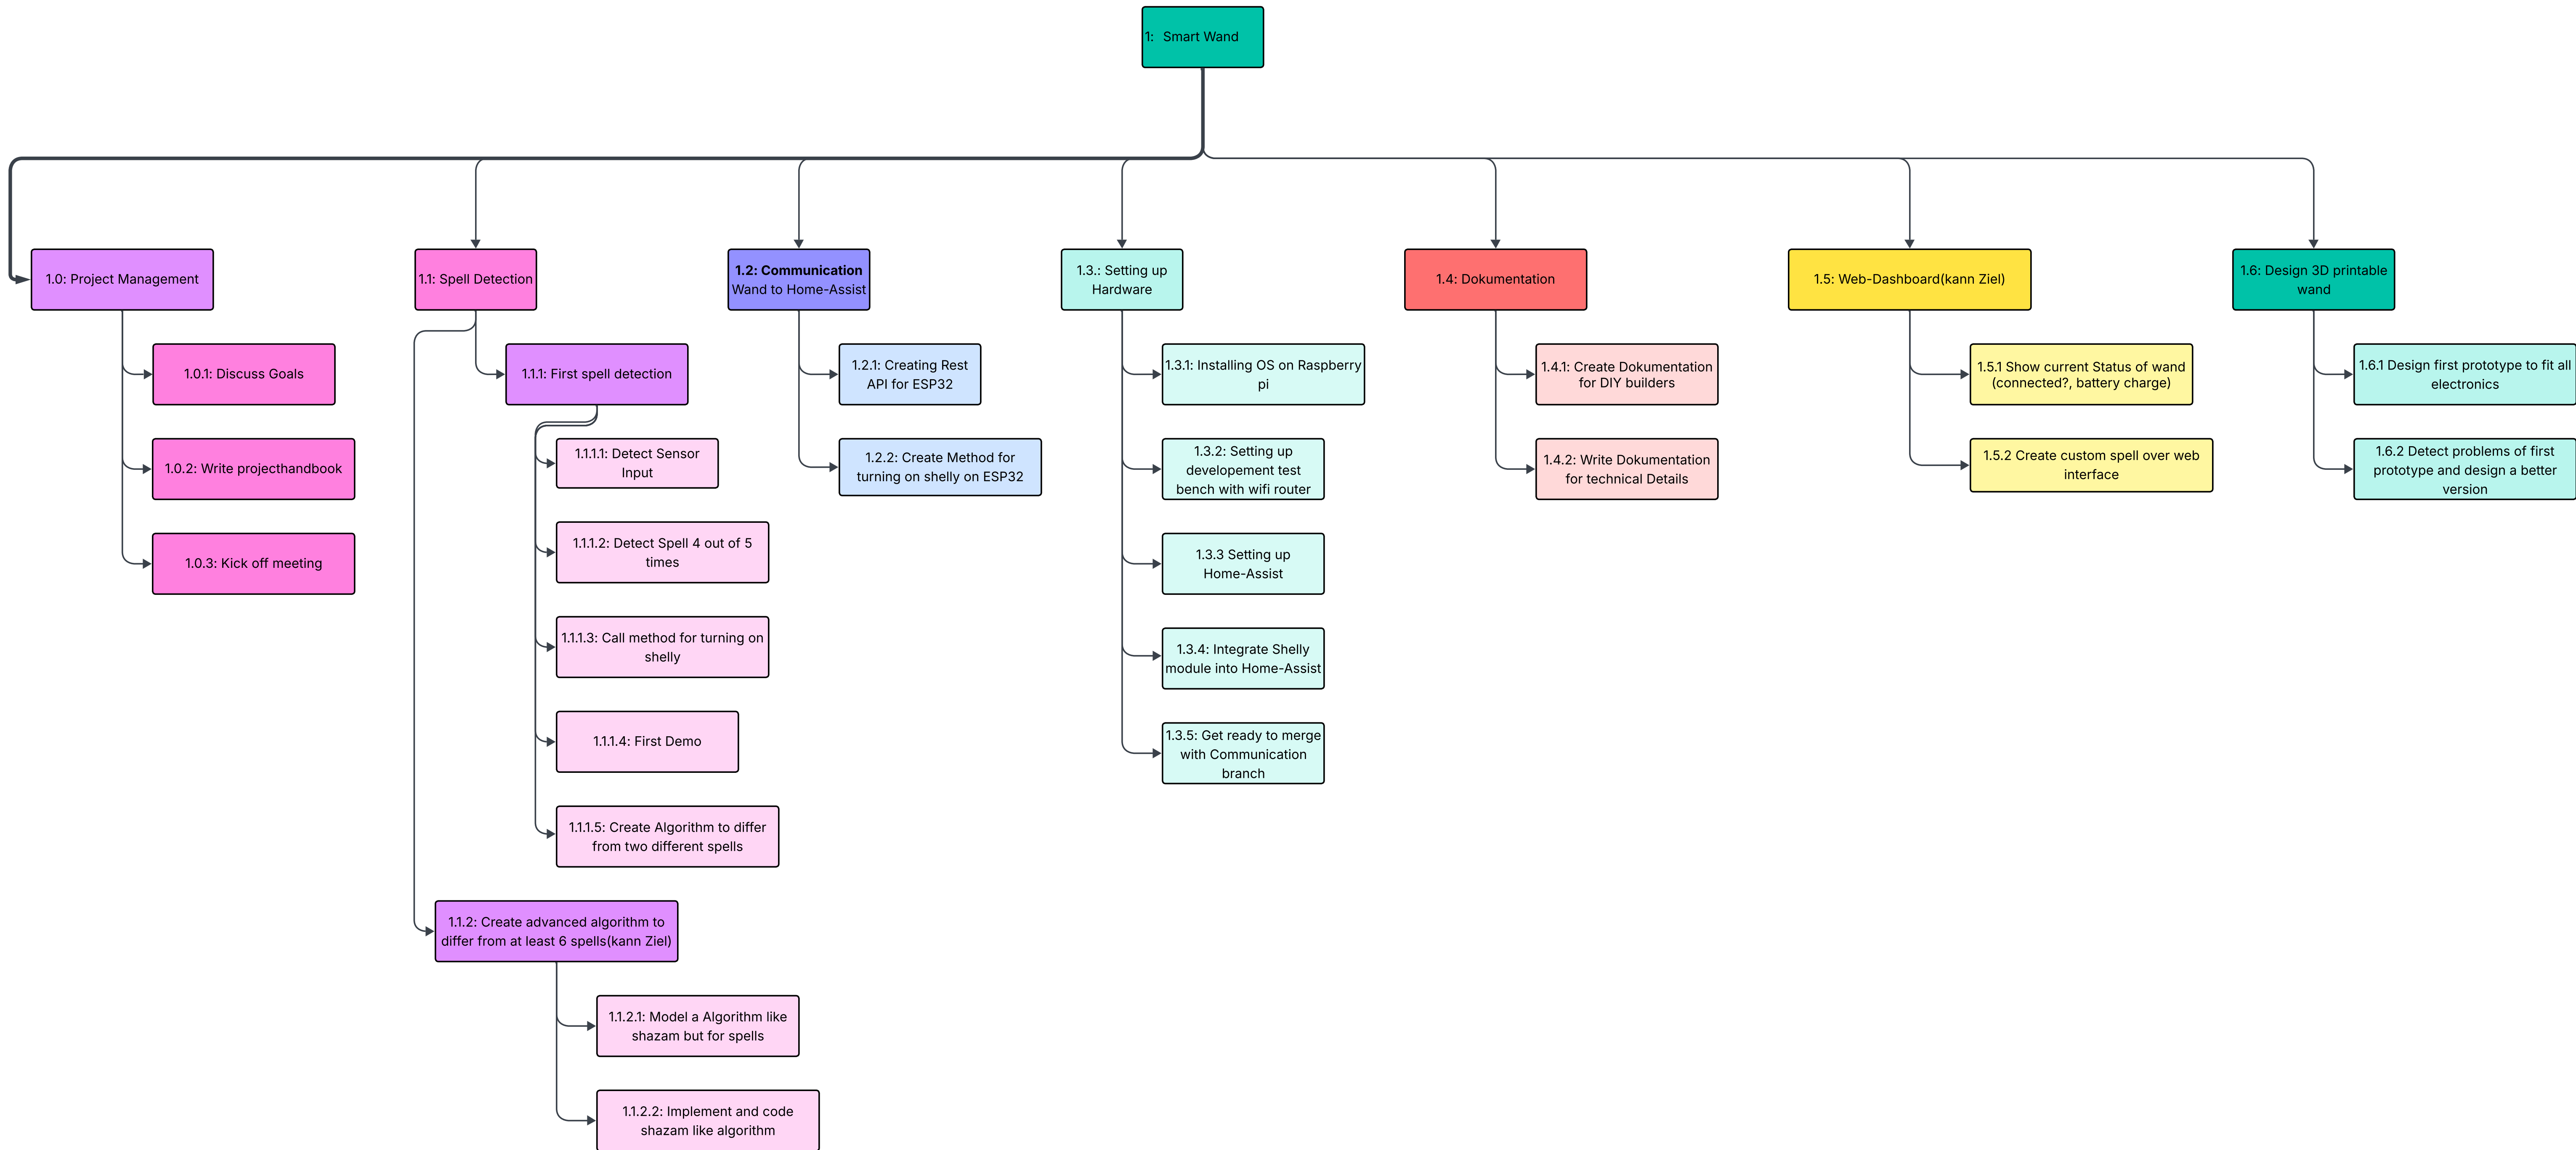 1: Smart Wand
1.0: Project Management
1.1: Spell Detection
1.2: Communication
Wand to Home-Assist
1.3.: Setting up
Hardware
1.4: Dokumentation
1.5: Web-Dashboard(kann Ziel)
1.6: Design 3D printable
wand
1.0.1: Discuss Goals
1.0.2: Write projecthandbook
1.0.3: Kick off meeting
1.1.1: First spell detection
1.1.1.1: Detect Sensor
Input
1.1.1.2: Detect Spell 4 out of 5
times
1.1.1.3: Call method for turning on
shelly
1.1.1.4: First Demo
1.1.1.5: Create Algorithm to differ
from two different spells
1.1.2: Create advanced algorithm to
differ from at least 6 spells(kann Ziel)
1.1.2.1: Model a Algorithm like
shazam but for spells
1.1.2.2: Implement and code
shazam like algorithm
1.2.1: Creating Rest
API for ESP32
1.2.2: Create Method for
turning on shelly on ESP32
1.3.1: Installing OS on Raspberry
pi
1.3.2: Setting up
developement test
bench with wifi router
1.3.3 Setting up
Home-Assist
1.3.4: Integrate Shelly
module into Home-Assist
1.3.5: Get ready to merge
with Communication
branch
1.4.1: Create Dokumentation
for DIY builders
1.4.2: Write Dokumentation
for technical Details
1.5.1 Show current Status of wand
(connected?, battery charge)
1.5.2 Create custom spell over web
interface
1.6.1 Design first prototype to fit all
electronics
1.6.2 Detect problems of first
prototype and design a better
version